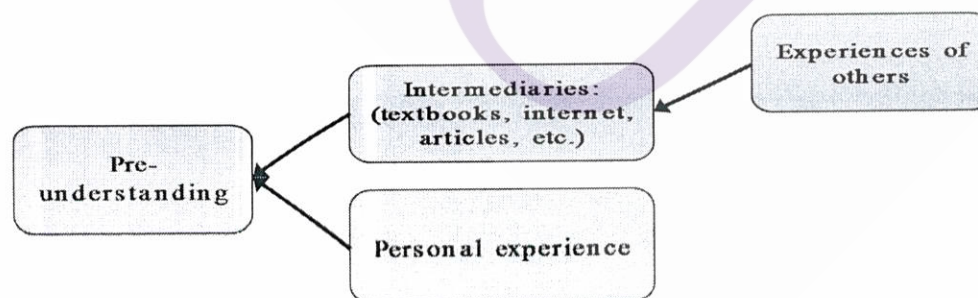 Experiences of
others
Intermediaries:
(textbooks, internet,
articles, etc.)
Pre-
understanding
Personal experience